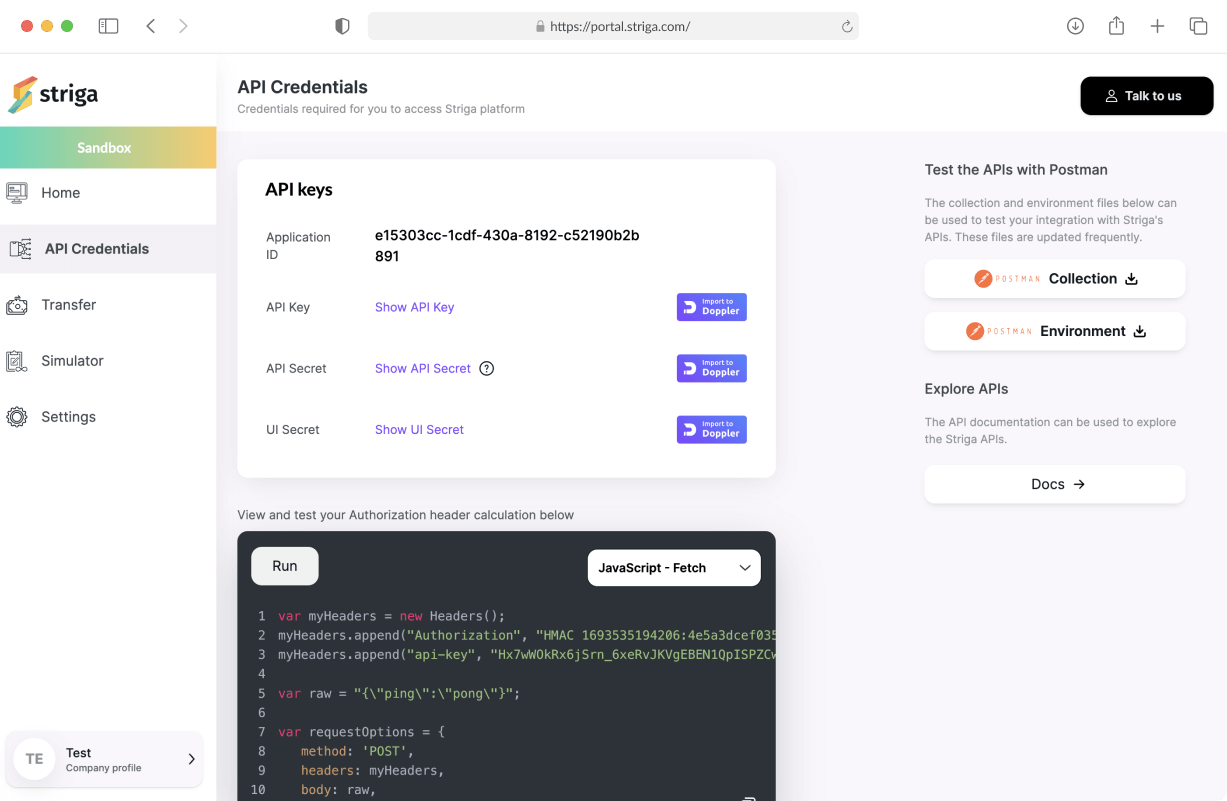 https://portal.striga.com/
striga
Sandbox
Home
API Credentials
Transfer
Simulator
Settings
TE
Test
Company profile
API Credentials
Credentials required for you to access Striga platform
Talk to us
API keys
Application
ID
e15303cc-1cdf-430a-8192-c52190b2b
891
API Key
Show API Key
Import to
Doppler
API Secret
Show API Secret ?
Import to
Doppler
UI Secret
Show UI Secret
Import to
Doppler
View and test your Authorization header calculation below
Run
JavaScript - Fetch
1 var myHeaders = new Headers();
2 myHeaders.append("Authorization", "HMAC 1693535194206:4e5a3dcef035
3 myHeaders.append("api-key", "Hx7wWOkRx6jSrn_6xeRvJKVgEBEN1QpISPZCw
4
5 var raw = "{\"ping\":\"pong\"}";
6
7 var requestOptions = {
8 method: 'POST',
9 headers: myHeaders,
10 body: raw,
Test the APIs with Postman
The collection and environment files below can
be used to test your integration with Striga's
APIs. These files are updated frequently.
POSTMAN Collection
POSTMAN Environment
Explore APIs
The API documentation can be used to explore
the Striga APIs.
Docs →